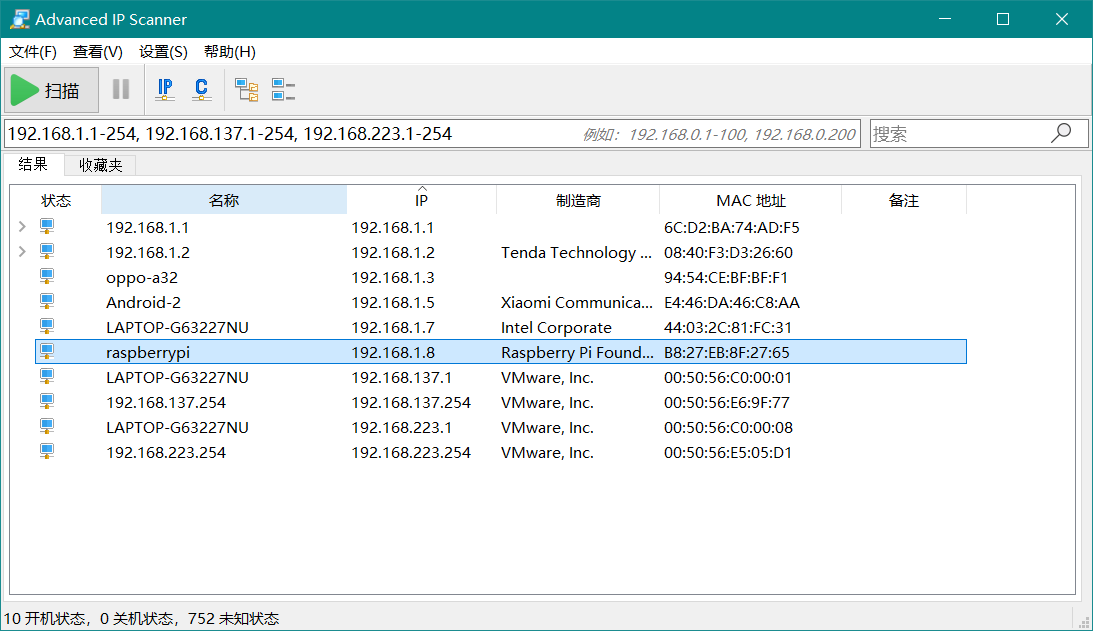 Advanced IP Scanner
文件(F) 查看(V) 设置(S) 帮助(H)
扫描 IP C
192.168.1.1-254, 192.168.137.1-254, 192.168.223.1-254 例如: 192.168.0.1-100, 192.168.0.200 搜索
结果 收藏夹
状态 名称 IP 制造商 MAC 地址 备注
192.168.1.1 192.168.1.1 6C:D2:BA:74:AD:F5
192.168.1.2 192.168.1.2 Tenda Technology ... 08:40:F3:D3:26:60
oppo-a32 192.168.1.3 94:54:CE:BF:BF:F1
Android-2 192.168.1.5 Xiaomi Communica... E4:46:DA:46:C8:AA
LAPTOP-G63227NU 192.168.1.7 Intel Corporate 44:03:2C:81:FC:31
raspberrypi 192.168.1.8 Raspberry Pi Found... B8:27:EB:8F:27:65
LAPTOP-G63227NU 192.168.137.1 VMware, Inc. 00:50:56:C0:00:01
192.168.137.254 192.168.137.254 VMware, Inc. 00:50:56:E6:9F:77
LAPTOP-G63227NU 192.168.223.1 VMware, Inc. 00:50:56:C0:00:08
192.168.223.254 192.168.223.254 VMware, Inc. 00:50:56:E5:05:D1
10 开机状态，0 关机状态，752 未知状态